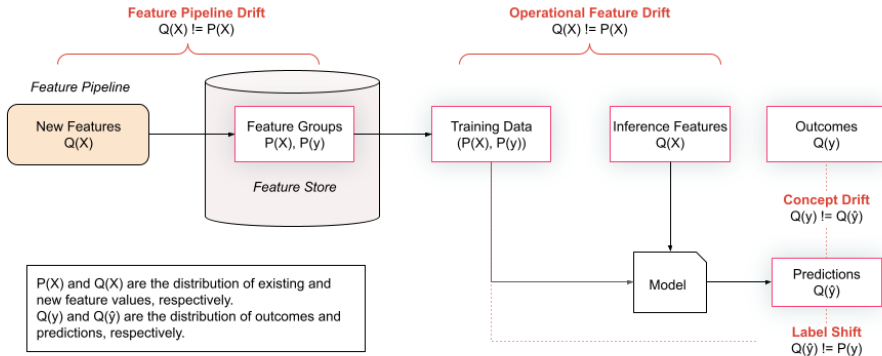 Feature Pipeline Drift
Q(X) != P(X)
Operational Feature Drift
Q(X) != P(X)
Feature Pipeline
New Features
Q(X)
Feature Groups
P(X), P(y)
Feature Store
Training Data
(P(X), P(y))
Inference Features
Q(X)
Outcomes
Q(y)
Concept Drift
Q(y) != Q(ŷ)
Model
Predictions
Q(ŷ)
Label Shift
Q(ŷ) != P(y)
P(X) and Q(X) are the distribution of existing and
new feature values, respectively.
Q(y) and Q(ŷ) are the distribution of outcomes and
predictions, respectively.